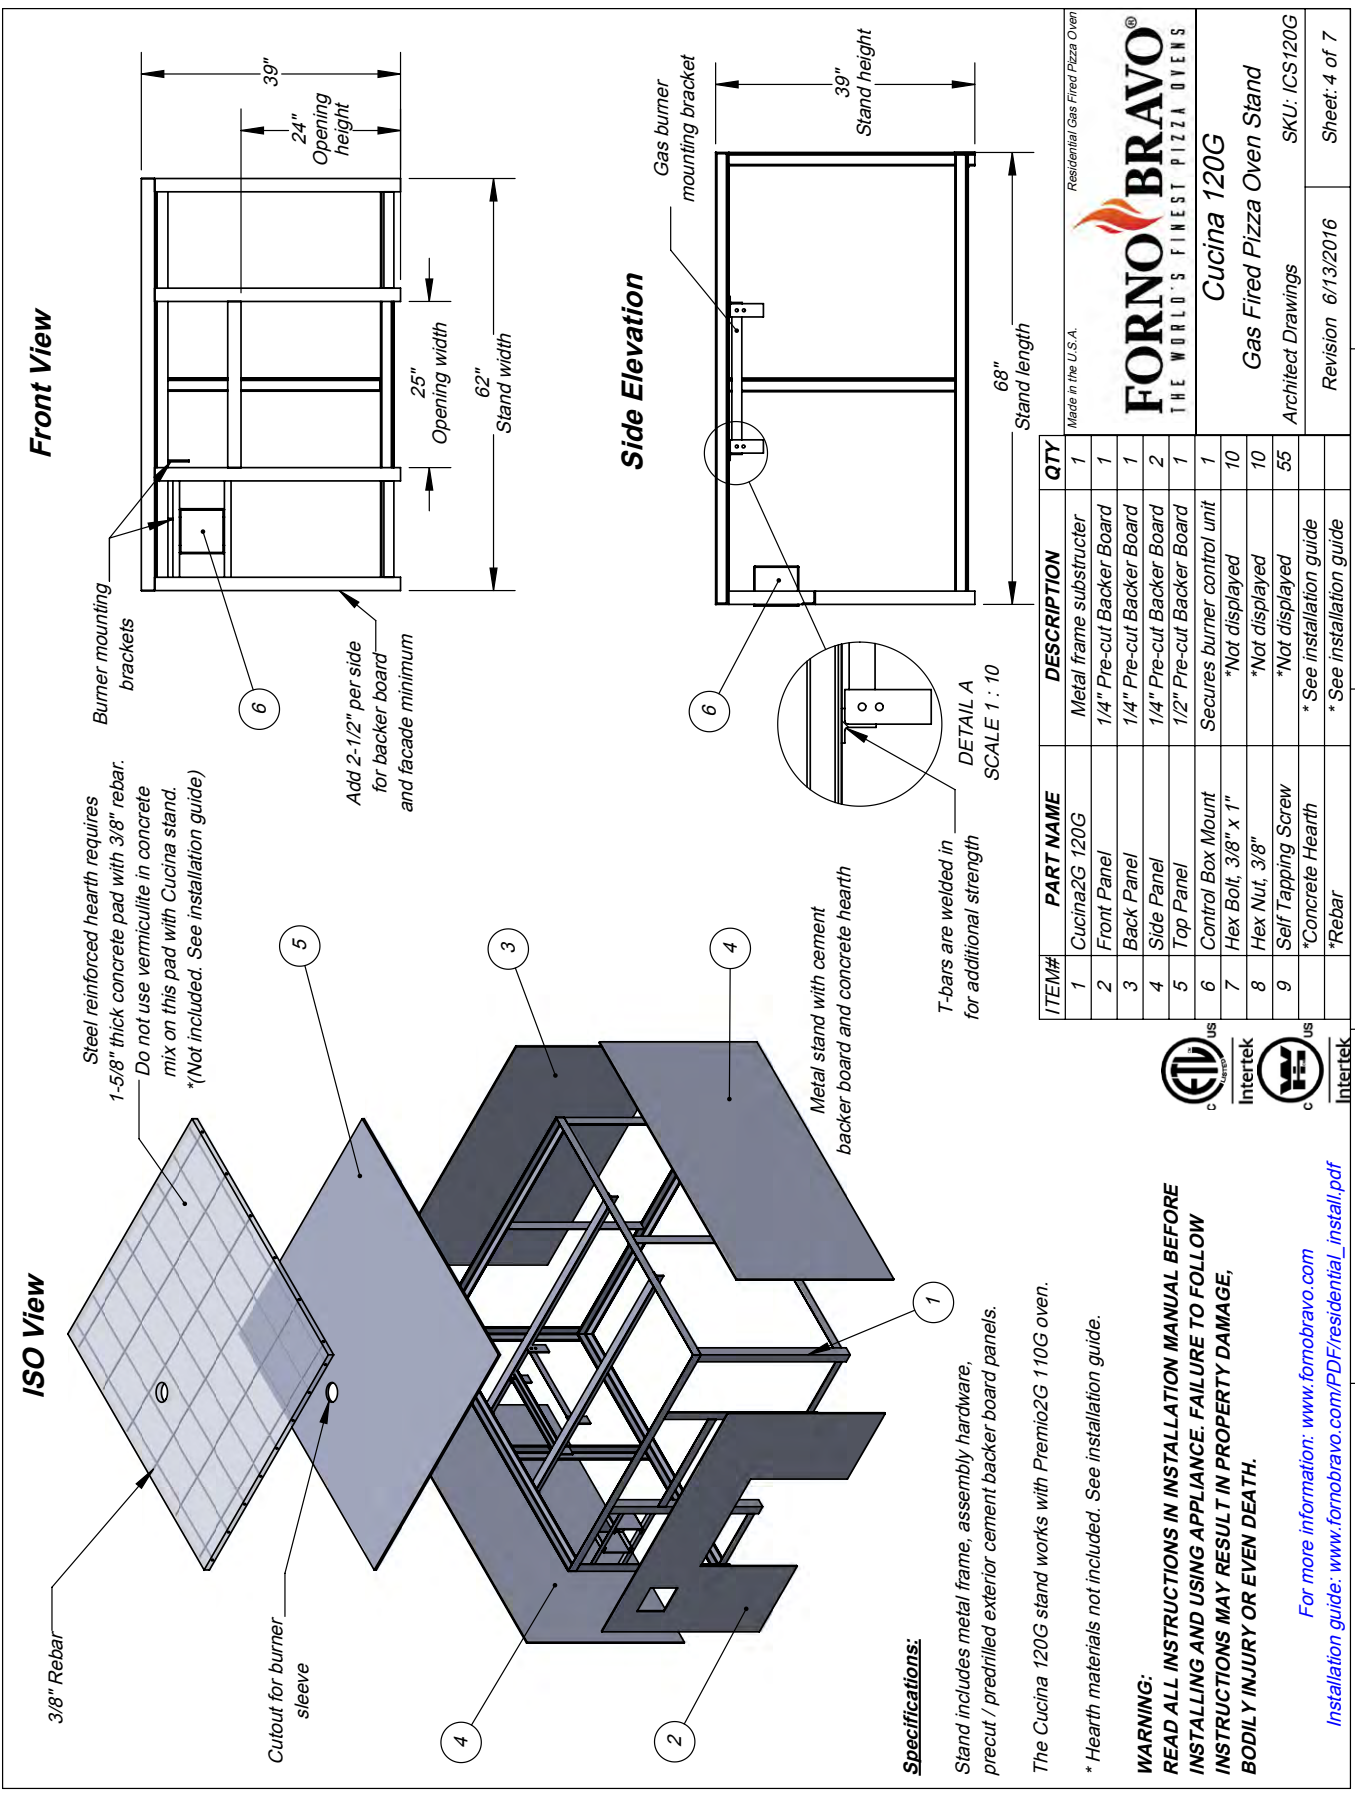 ISO View
3/8" Rebar
Cutout for burner
sleeve
Steel reinforced hearth requires
1-5/8" thick concrete pad with 3/8" rebar.
Do not use vermiculite in concrete
mix on this pad with Cucina stand.
*(Not included. See installation guide)
5
3
4
4
2
1
Metal stand with cement
backer board and concrete hearth
Front View
Burner mounting
brackets
6
Add 2-1/2" per side
for backer board
and facade minimum
39"
24"
Opening
height
25"
Opening width
62"
Stand width
Side Elevation
Gas burner
mounting bracket
39"
Stand height
68"
Stand length
6
DETAIL A
SCALE 1 : 10
T-bars are welded in
for additional strength
Specifications:
Stand includes metal frame, assembly hardware,
precut / predrilled exterior cement backer board panels.
The Cucina 120G stand works with Premio2G 110G oven.
* Hearth materials not included. See installation guide.
WARNING:
READ ALL INSTRUCTIONS IN INSTALLATION MANUAL BEFORE
INSTALLING AND USING APPLIANCE. FAILURE TO FOLLOW
INSTRUCTIONS MAY RESULT IN PROPERTY DAMAGE,
BODILY INJURY OR EVEN DEATH.
For more information: www.fornobravo.com
Installation guide: www.fornobravo.com/PDF/residential_install.pdf
ETL
LISTED
C US
Intertek
WH
C US
Intertek
ITEM# PART NAME DESCRIPTION QTY
1 Cucina2G 120G Metal frame substructer 1
2 Front Panel 1/4" Pre-cut Backer Board 1
3 Back Panel 1/4" Pre-cut Backer Board 1
4 Side Panel 1/4" Pre-cut Backer Board 2
5 Top Panel 1/2" Pre-cut Backer Board 1
6 Control Box Mount Secures burner control unit 1
7 Hex Bolt, 3/8" x 1" *Not displayed 10
8 Hex Nut, 3/8" *Not displayed 10
9 Self Tapping Screw *Not displayed 55
*Concrete Hearth * See installation guide
*Rebar * See installation guide
Made in the U.S.A. Residential Gas Fired Pizza Oven
FORNO BRAVO®
THE WORLD'S FINEST PIZZA OVENS
Cucina 120G
Gas Fired Pizza Oven Stand
Architect Drawings SKU: ICS120G
Revision 6/13/2016 Sheet: 4 of 7